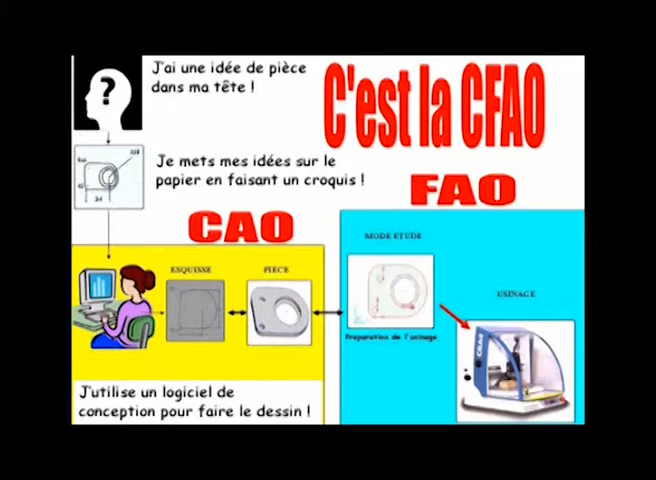 J'ai une idée de pièce
dans ma tête !
C'est la CFAO
Je mets mes idées sur le
papier en faisant un croquis !
FAO
CAO
MODE ETUDE
ESQUISSE
PIÈCE
USINAGE
Preparation de l'usinage
J'utilise un logiciel de
conception pour faire le dessin !